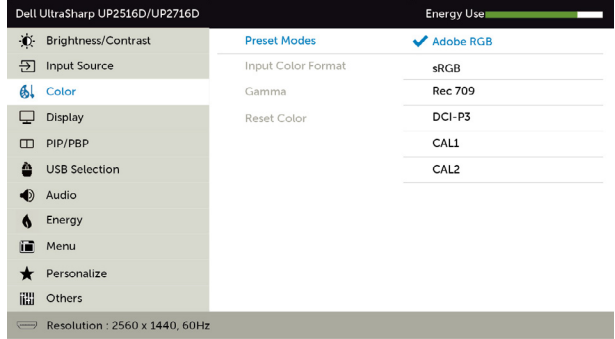 Dell UltraSharp UP2516D/UP2716D Energy Use
Brightness/Contrast Preset Modes Adobe RGB
Input Source Input Color Format sRGB
Color Gamma Rec 709
Display Reset Color DCI-P3
PIP/PBP CAL1
USB Selection CAL2
Audio
Energy
Menu
Personalize
Others
Resolution : 2560 x 1440, 60Hz